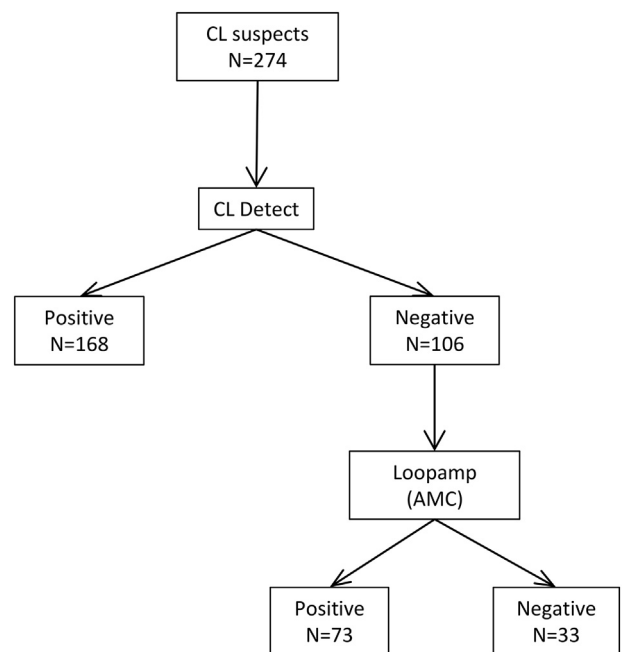 CL suspects
N=274
CL Detect
Positive
N=168
Negative
N=106
Loopamp
(AMC)
Positive
N=73
Negative
N=33